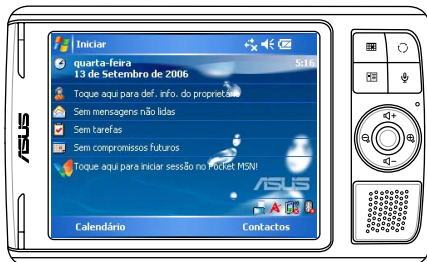 Iniciar
quarta-feira
5:16
13 de Setembro de 2006
Toque aqui para def. info. do proprietário
Sem mensagens não lidas
Sem tarefas
Sem compromissos futuros
Toque aqui para iniciar sessão no Pocket MSN!
ASUS
Calendário
Contactos
ASUS